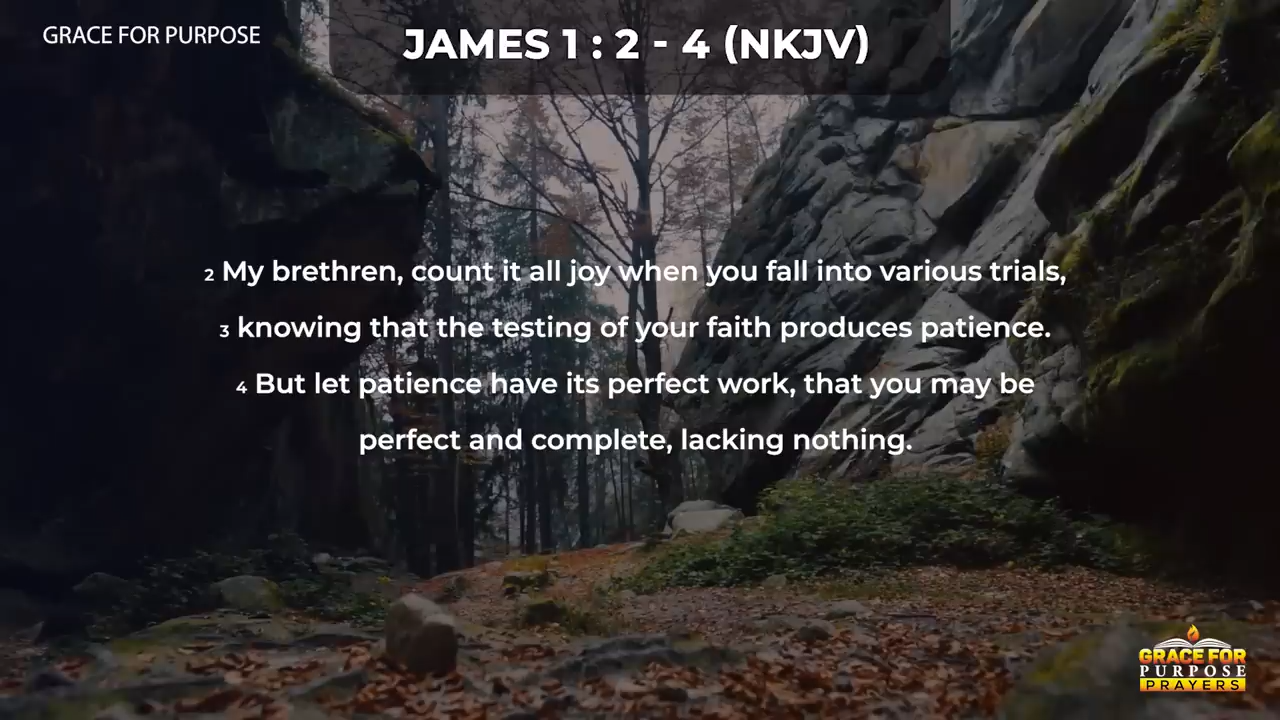 GRACE FOR PURPOSE
JAMES 1 : 2 - 4 (NKJV)
2 My brethren, count it all joy when you fall into various trials,
3 knowing that the testing of your faith produces patience.
4 But let patience have its perfect work, that you may be
perfect and complete, lacking nothing.
GRACE FOR
PURPOSE
PRAYERS